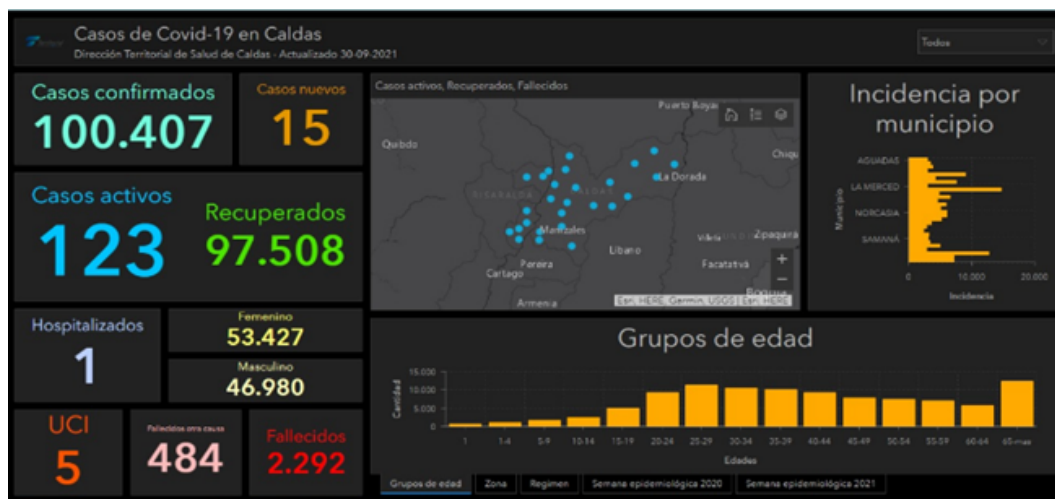 Casos de Covid-19 en Caldas
Dirección Territorial de Salud de Caldas - Actualizado 30-09-2021
Todos
Casos confirmados
100.407
Casos nuevos
15
Casos activos
123
Recuperados
97.508
Hospitalizados
1
Femenino
53.427
Masculino
46.980
UCI
5
Fallecidos otra causa
484
Fallecidos
2.292
Casos activos, Recuperados, Fallecidos
Puerto Boyac
Quibdó
Chiqu
RISARALDA
CALDAS
La Dorada
Manizales
Villeta
Zipaquirá
Líbano
Pereira
Facatativá
Cartago
Armenia
Esri, HERE, Garmin, USGS | Esri, HERE
Incidencia por
municipio
Municipio
AGUADAS
LA MERCED
NORCASIA
SAMANÁ
0 10.000 20.000
Incidencia
Grupos de edad
Cantidad
15.000
10.000
5.000
0
1 1-4 5-9 10-14 15-19 20-24 25-29 30-34 35-39 40-44 45-49 50-54 55-59 60-64 65-mas
Edades
Grupos de edad Zona Regimen Semana epidemiológica 2020 Semana epidemiológica 2021